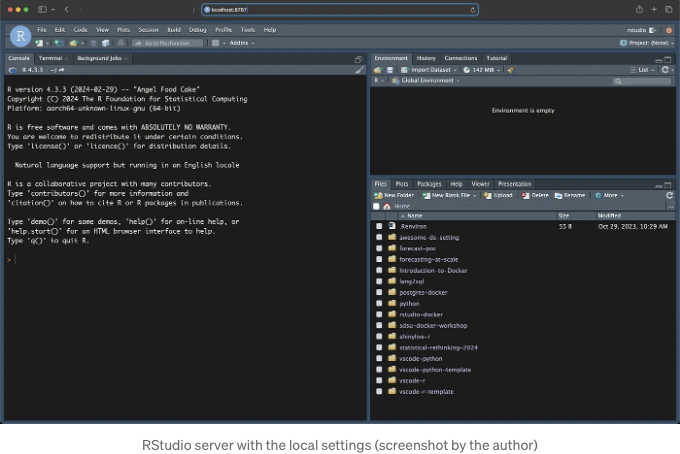 localhost:8787
R
File Edit Code View Plots Session Build Debug Profile Tools Help
rstudio
Go to file/function
Addins
Project: (None)
Console Terminal Background Jobs
R 4.3.3 · ~/
R version 4.3.3 (2024-02-29) -- "Angel Food Cake"
Copyright (C) 2024 The R Foundation for Statistical Computing
Platform: aarch64-unknown-linux-gnu (64-bit)
R is free software and comes with ABSOLUTELY NO WARRANTY.
You are welcome to redistribute it under certain conditions.
Type 'license()' or 'licence()' for distribution details.
Natural language support but running in an English locale
R is a collaborative project with many contributors.
Type 'contributors()' for more information and
'citation()' on how to cite R or R packages in publications.
Type 'demo()' for some demos, 'help()' for on-line help, or
'help.start()' for an HTML browser interface to help.
Type 'q()' to quit R.
>
Environment History Connections Tutorial
Import Dataset 142 MiB List
R Global Environment
Environment is empty
Files Plots Packages Help Viewer Presentation
New Folder New Blank File Upload Delete Rename More
Home
Name Size Modified
.Renviron 55 B Oct 29, 2023, 10:29 AM
awesome-ds-setting
forecast-poc
forecasting-at-scale
Introduction-to-Docker
lang2sql
postgres-docker
python
rstudio-docker
sdsu-docker-workshop
shinylive-r
statistical-rethinking-2024
vscode-python
vscode-python-template
vscode-r
vscode-r-template
RStudio server with the local settings (screenshot by the author)